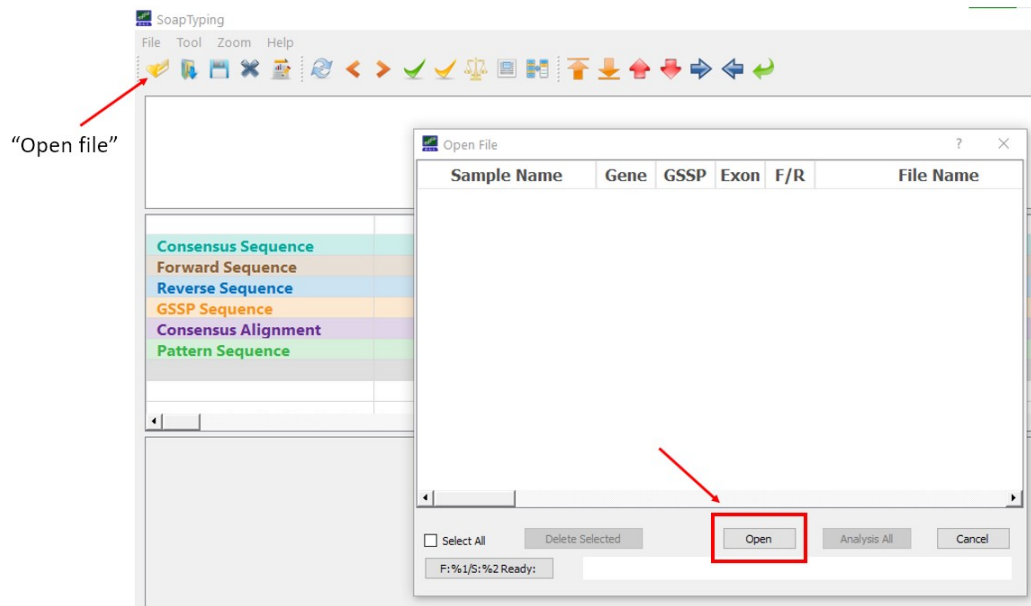 SoapTyping
File Tool Zoom Help
“Open file”
Open File
Sample Name Gene GSSP Exon F/R File Name
Consensus Sequence
Forward Sequence
Reverse Sequence
GSSP Sequence
Consensus Alignment
Pattern Sequence
Select All Delete Selected Open Analysis All Cancel
F:%1/S:%2 Ready: